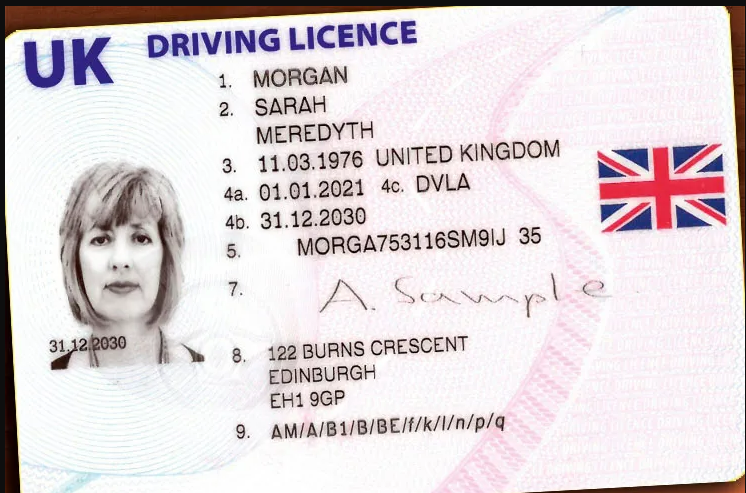 UK DRIVING LICENCE
1. MORGAN
2. SARAH
MEREDYTH
3. 11.03.1976 UNITED KINGDOM
4a. 01.01.2021 4c. DVLA
4b. 31.12.2030
5. MORGA753116SM9IJ 35
7. A. Sample
31.12.2030
8. 122 BURNS CRESCENT
EDINBURGH
EH1 9GP
9. AM/A/B1/B/BE/f/k/l/n/p/q